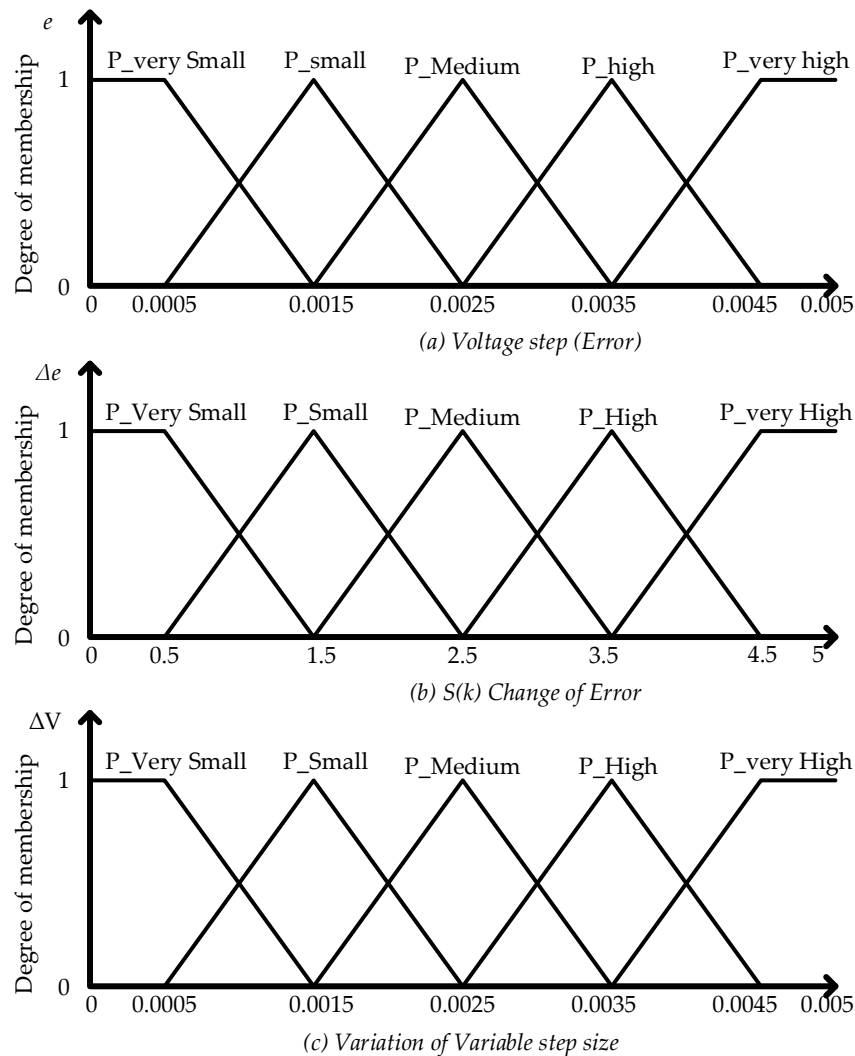 e
P_very Small P_small P_Medium P_high P_very high
1
Degree of membership
0
0 0.0005 0.0015 0.0025 0.0035 0.0045 0.005
(a) Voltage step (Error)
Δe
P_Very Small P_Small P_Medium P_High P_very High
1
Degree of membership
0
0 0.5 1.5 2.5 3.5 4.5 5
(b) S(k) Change of Error
ΔV
P_Very Small P_Small P_Medium P_High P_very High
1
Degree of membership
0
0 0.0005 0.0015 0.0025 0.0035 0.0045 0.005
(c) Variation of Variable step size